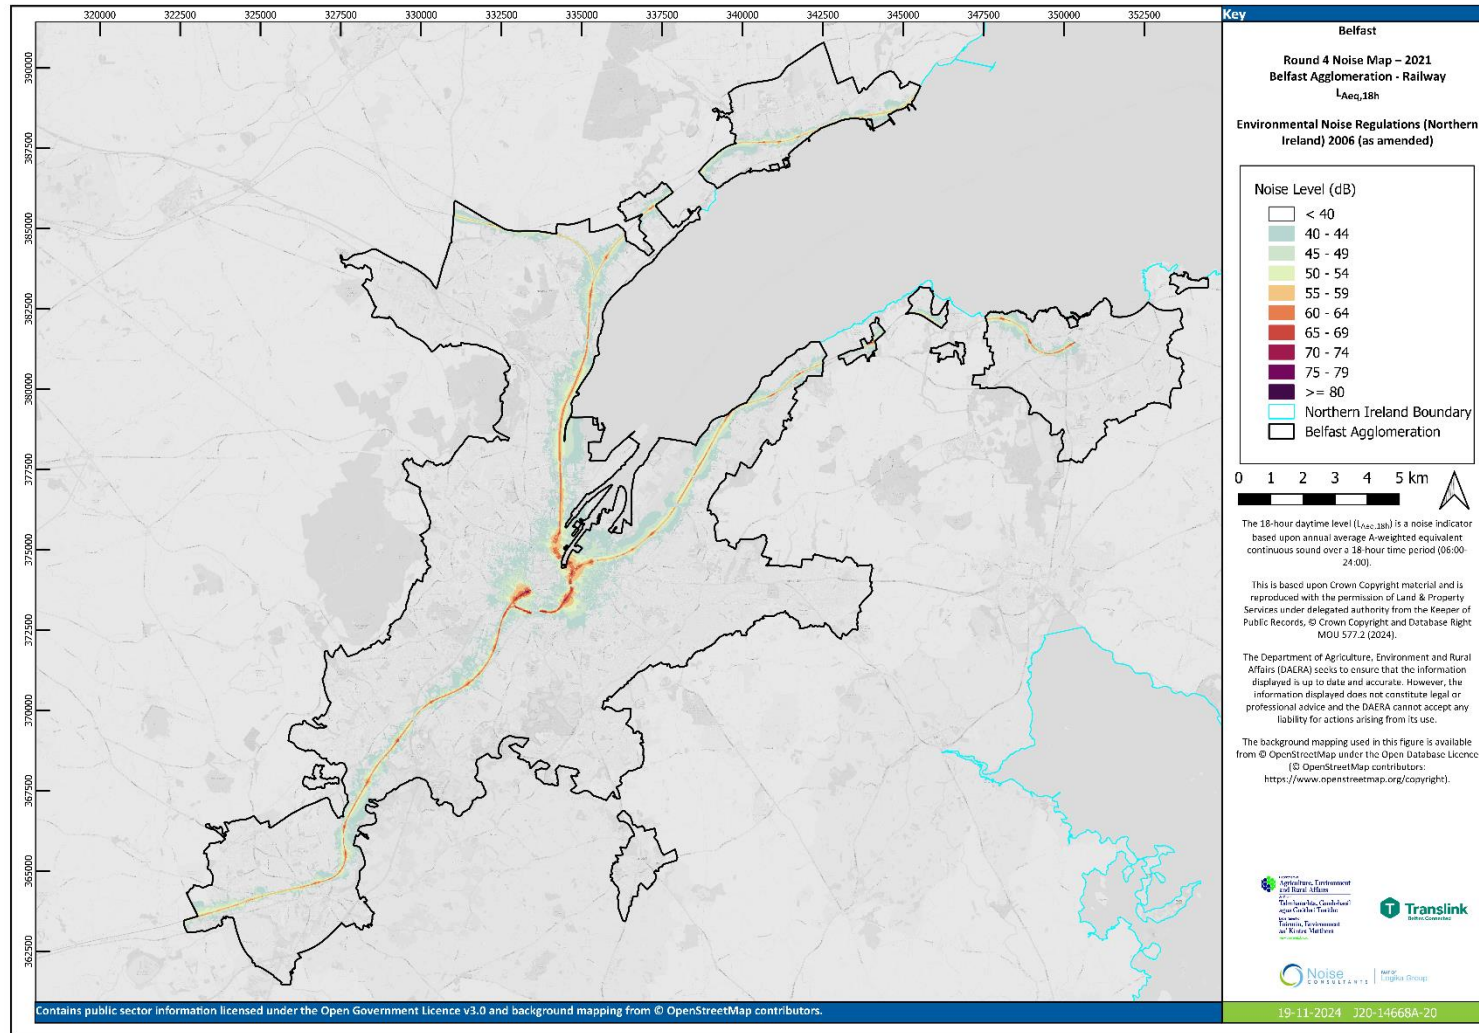 320000 322500 325000 327500 330000 332500 335000 337500 340000 342500 345000 347500 350000 352500
390000
387500
385000
382500
380000
377500
375000
372500
370000
367500
365000
362500
Contains public sector information licensed under the Open Government Licence v3.0 and background mapping from © OpenStreetMap contributors.
Key
Belfast
Round 4 Noise Map – 2021
Belfast Agglomeration - Railway
LAeq,18h
Environmental Noise Regulations (Northern
Ireland) 2006 (as amended)
Noise Level (dB)
< 40
40 - 44
45 - 49
50 - 54
55 - 59
60 - 64
65 - 69
70 - 74
75 - 79
>= 80
Northern Ireland Boundary
Belfast Agglomeration
0 1 2 3 4 5 km
The 18-hour daytime level (LAeq,18h) is a noise indicator
based upon annual average A-weighted equivalent
continuous sound over a 18-hour time period (06:00-
24:00).
This is based upon Crown Copyright material and is
reproduced with the permission of Land & Property
Services under delegated authority from the Keeper of
Public Records, © Crown Copyright and Database Right
MOU 577.2 (2024).
The Department of Agriculture, Environment and Rural
Affairs (DAERA) seeks to ensure that the information
displayed is up to date and accurate. However, the
information displayed does not constitute legal or
professional advice and the DAERA cannot accept any
liability for actions arising from its use.
The background mapping used in this figure is available
from © OpenStreetMap under the Open Database Licence
(© OpenStreetMap contributors:
https://www.openstreetmap.org/copyright).
Agriculture, Environment
and Rural Affairs
Translink
Noise
CONSULTANTS
PART OF
Logika Group
19-11-2024 J20-14668A-20